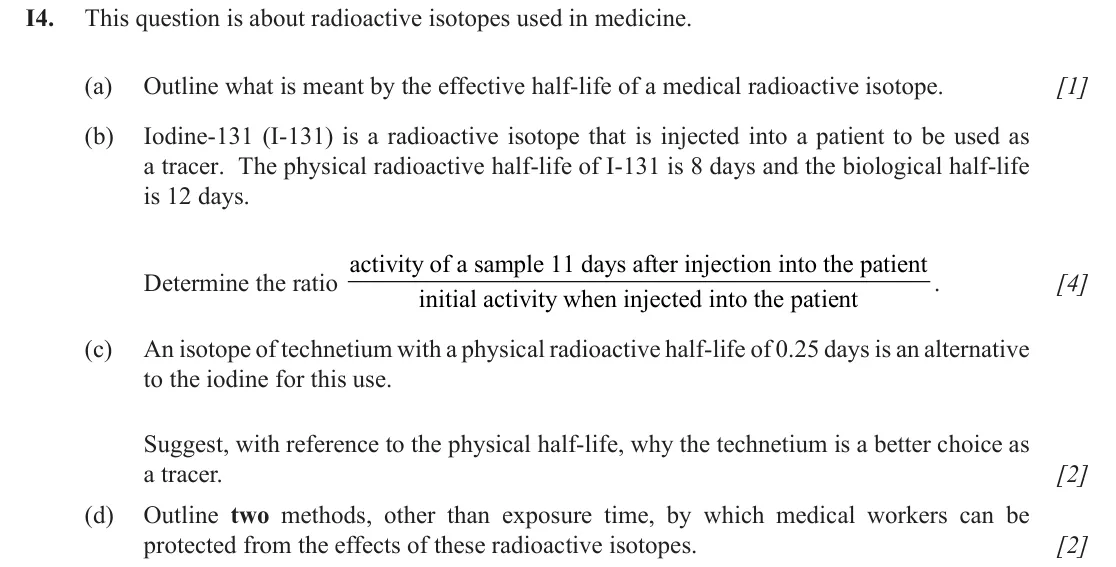 I4. This question is about radioactive isotopes used in medicine.
(a) Outline what is meant by the effective half-life of a medical radioactive isotope. [1]
(b) Iodine-131 (I-131) is a radioactive isotope that is injected into a patient to be used as
a tracer. The physical radioactive half-life of I-131 is 8 days and the biological half-life
is 12 days.
activity of a sample 11 days after injection into the patient
Determine the ratio . [4]
initial activity when injected into the patient
(c) An isotope of technetium with a physical radioactive half-life of 0.25 days is an alternative
to the iodine for this use.
Suggest, with reference to the physical half-life, why the technetium is a better choice as
a tracer. [2]
(d) Outline two methods, other than exposure time, by which medical workers can be
protected from the effects of these radioactive isotopes. [2]